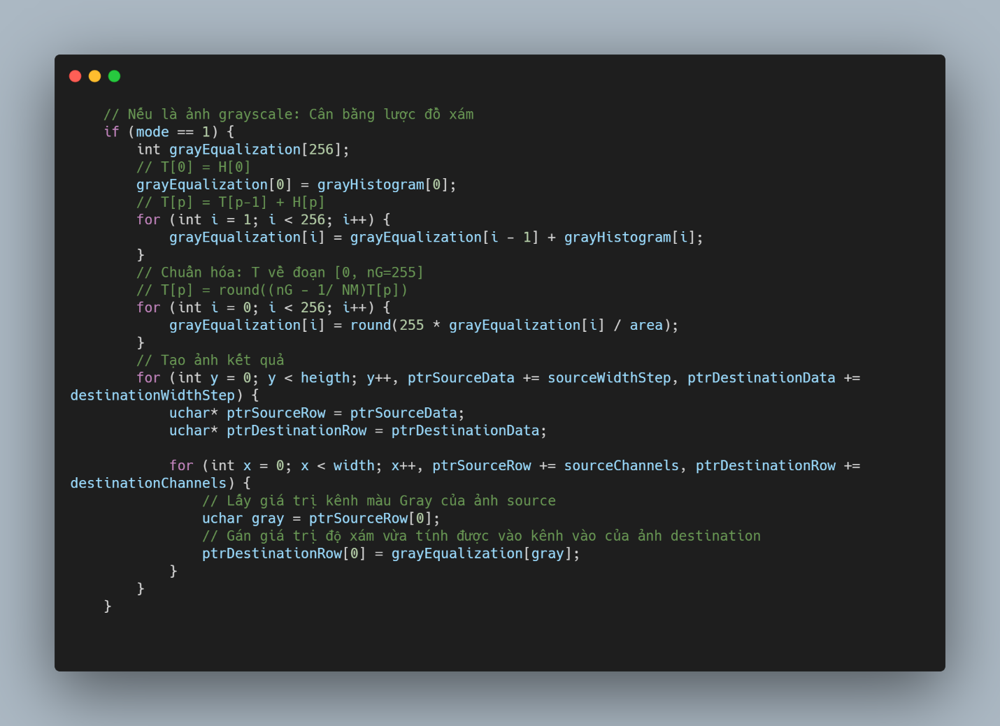 // Nếu là ảnh grayscale: Cân bằng lược đồ xám
if (mode == 1) {
int grayEqualization[256];
// T[0] = H[0]
grayEqualization[0] = grayHistogram[0];
// T[p] = T[p-1] + H[p]
for (int i = 1; i < 256; i++) {
grayEqualization[i] = grayEqualization[i - 1] + grayHistogram[i];
}
// Chuẩn hóa: T về đoạn [0, nG=255]
// T[p] = round((nG - 1/ NM)T[p])
for (int i = 0; i < 256; i++) {
grayEqualization[i] = round(255 * grayEqualization[i] / area);
}
// Tạo ảnh kết quả
for (int y = 0; y < heigth; y++, ptrSourceData += sourceWidthStep, ptrDestinationData +=
destinationWidthStep) {
uchar* ptrSourceRow = ptrSourceData;
uchar* ptrDestinationRow = ptrDestinationData;
for (int x = 0; x < width; x++, ptrSourceRow += sourceChannels, ptrDestinationRow +=
destinationChannels) {
// Lấy giá trị kênh màu Gray của ảnh source
uchar gray = ptrSourceRow[0];
// Gán giá trị độ xám vừa tính được vào kênh vào của ảnh destination
ptrDestinationRow[0] = grayEqualization[gray];
}
}
}